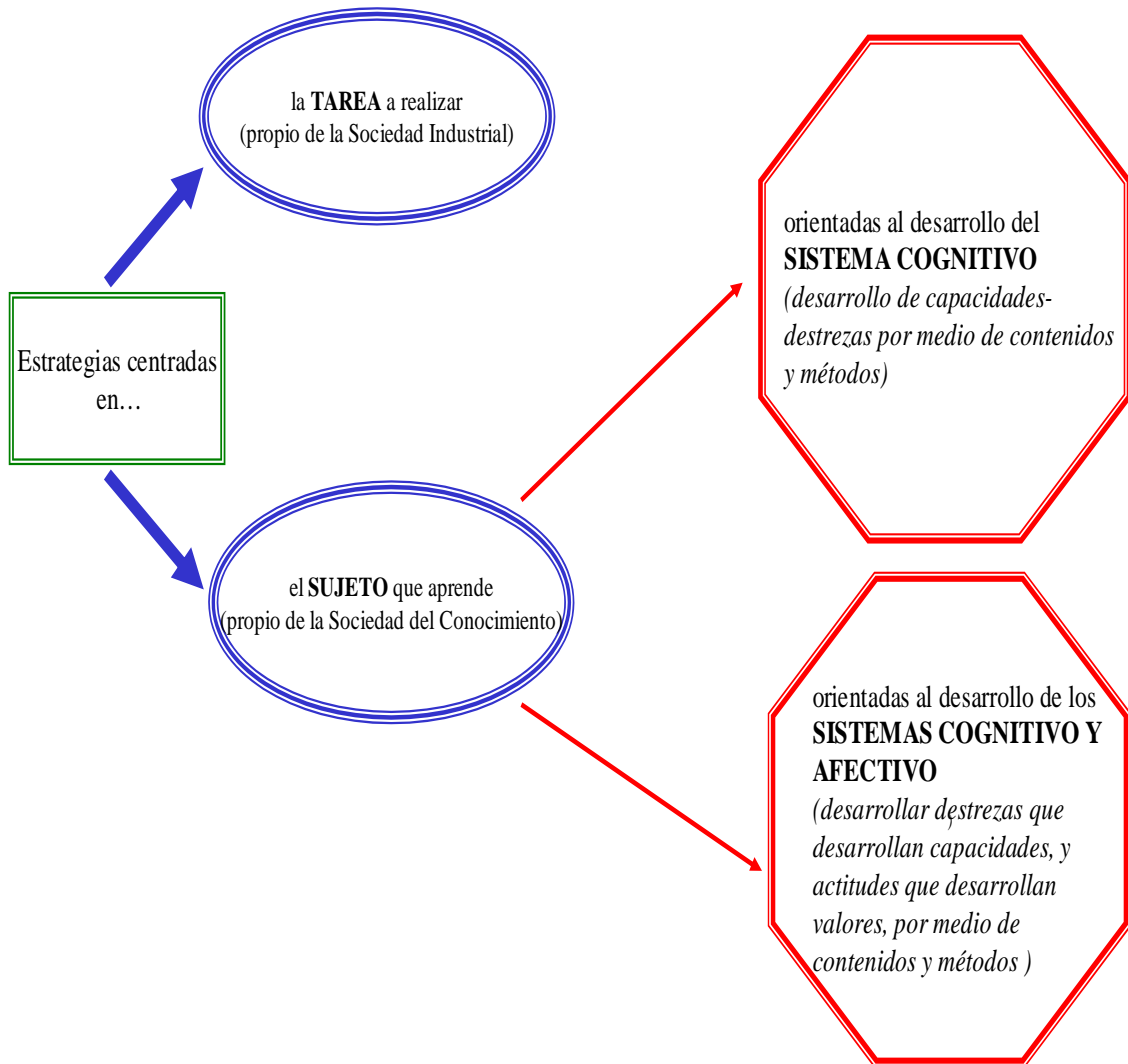 la TAREA a realizar
(propio de la Sociedad Industrial)
Estrategias centradas
en…
el SUJETO que aprende
(propio de la Sociedad del Conocimiento)
orientadas al desarrollo del
SISTEMA COGNITIVO
(desarrollo de capacidades-
destrezas por medio de contenidos
y métodos)
orientadas al desarrollo de los
SISTEMAS COGNITIVO Y
AFECTIVO
(desarrollar destrezas que
desarrollan capacidades, y
actitudes que desarrollan
valores, por medio de
contenidos y métodos )